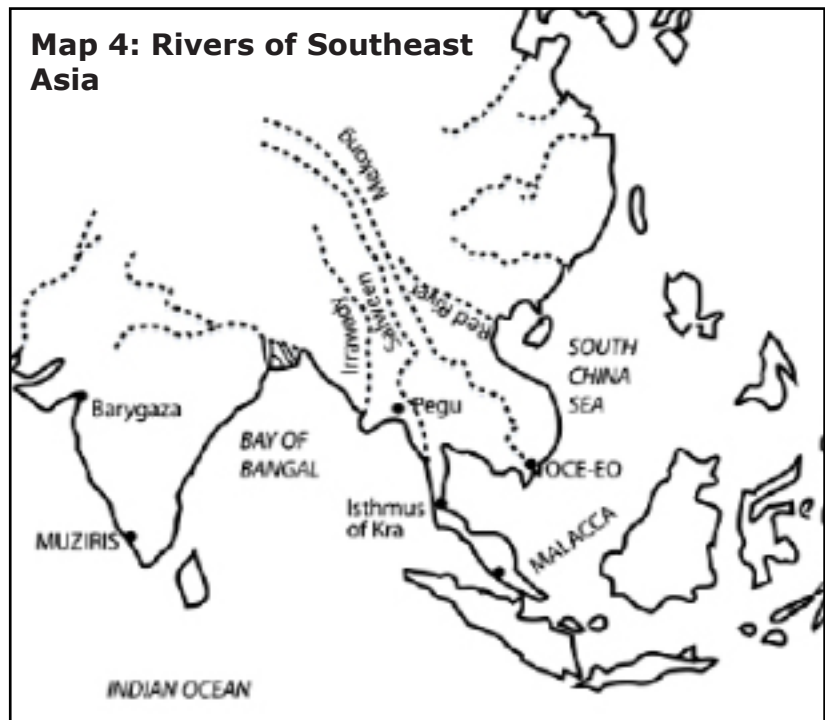 Map 4: Rivers of Southeast
Asia
Mekong
Salween
Irrawady
Red River
SOUTH
CHINA
SEA
Barygaza
Pegu
BAY OF
BANGAL
OCE-EO
Isthmus
of Kra
MUZIRIS
MALACCA
INDIAN OCEAN